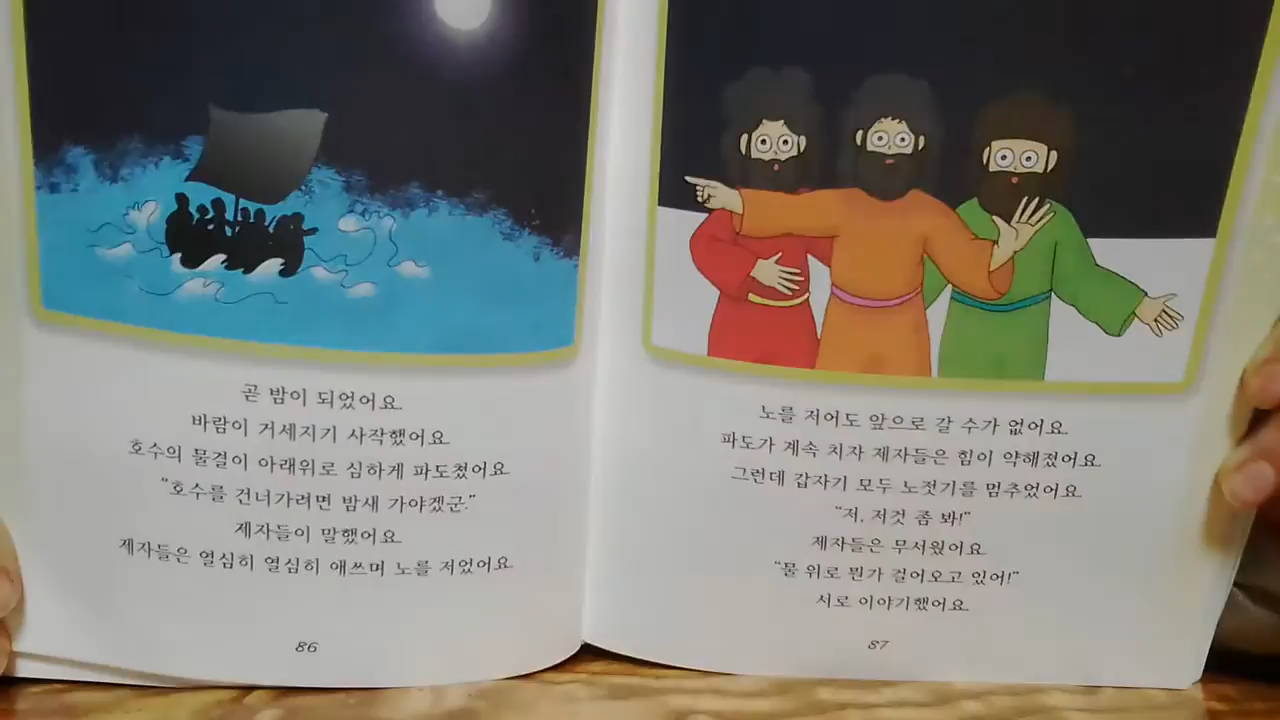 곧 밤이 되었어요.
바람이 거세지기 시작했어요.
호수의 물결이 아래위로 심하게 파도쳤어요.
"호수를 건너가려면 밤새 가야겠군."
제자들이 말했어요.
제자들은 열심히 열심히 애쓰며 노를 저었어요.
86
노를 저어도 앞으로 갈 수가 없어요.
파도가 계속 치자 제자들은 힘이 약해졌어요.
그런데 갑자기 모두 노젓기를 멈추었어요.
"저, 저것 좀 봐!"
제자들은 무서웠어요.
"물 위로 뭔가 걸어오고 있어!"
서로 이야기했어요.
87